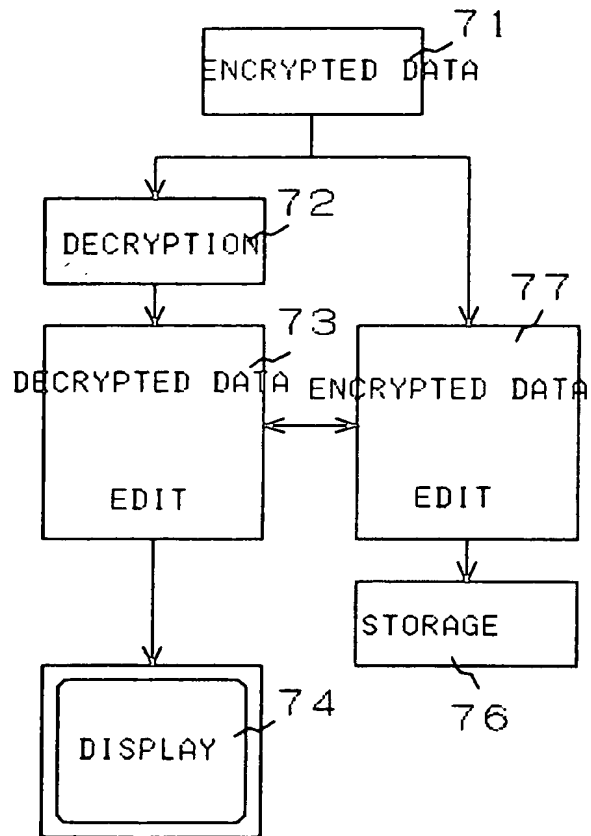 71
ENCRYPTED DATA
72
DECRYPTION
77
73
DECRYPTED DATA
ENCRYPTED DATA
EDIT
EDIT
STORAGE
76
74
DISPLAY